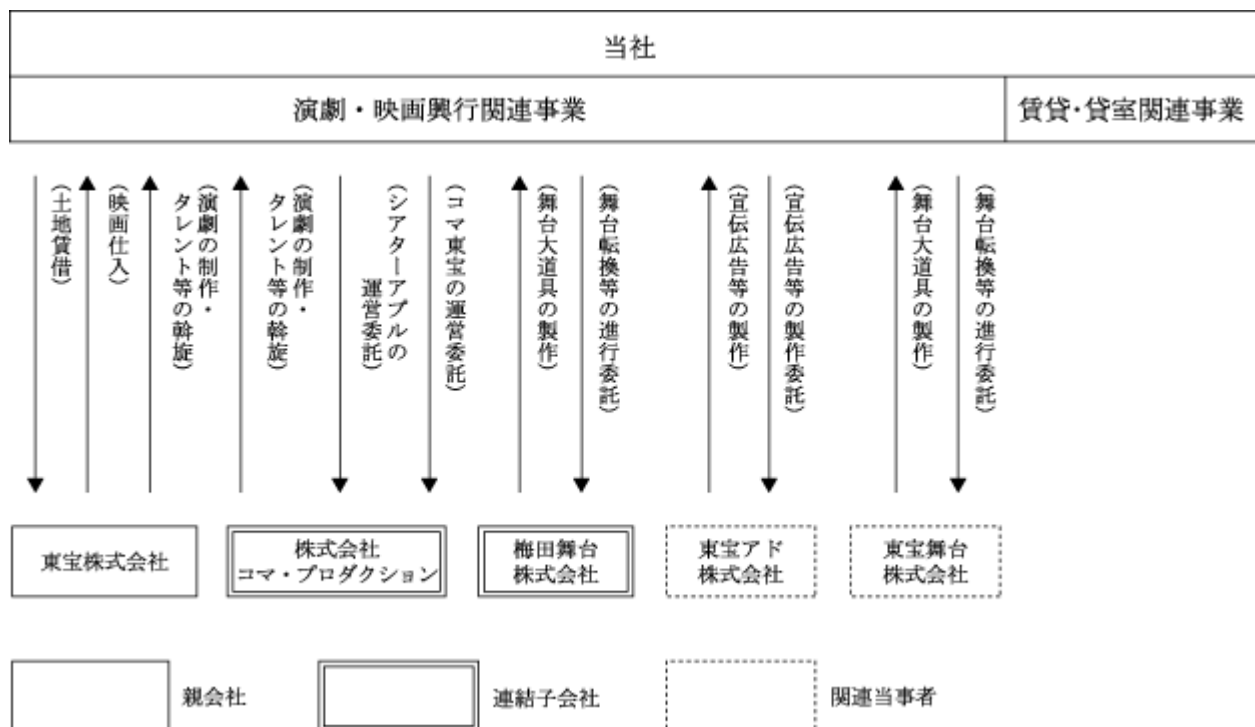 当社
演劇・映画興行関連事業
賃貸・貸室関連事業
(土地賃借)
(映画仕入)
(演劇の制作・
タレント等の斡旋)
(演劇の制作・
タレント等の斡旋)
(シアターアプルの
運営委託)
(コマ東宝の運営委託)
(舞台大道具の製作)
(舞台転換等の進行委託)
(宣伝広告等の製作)
(宣伝広告等の製作委託)
(舞台大道具の製作)
(舞台転換等の進行委託)
東宝株式会社
株式会社
コマ・プロダクション
梅田舞台
株式会社
東宝アド
株式会社
東宝舞台
株式会社
親会社
連結子会社
関連当事者